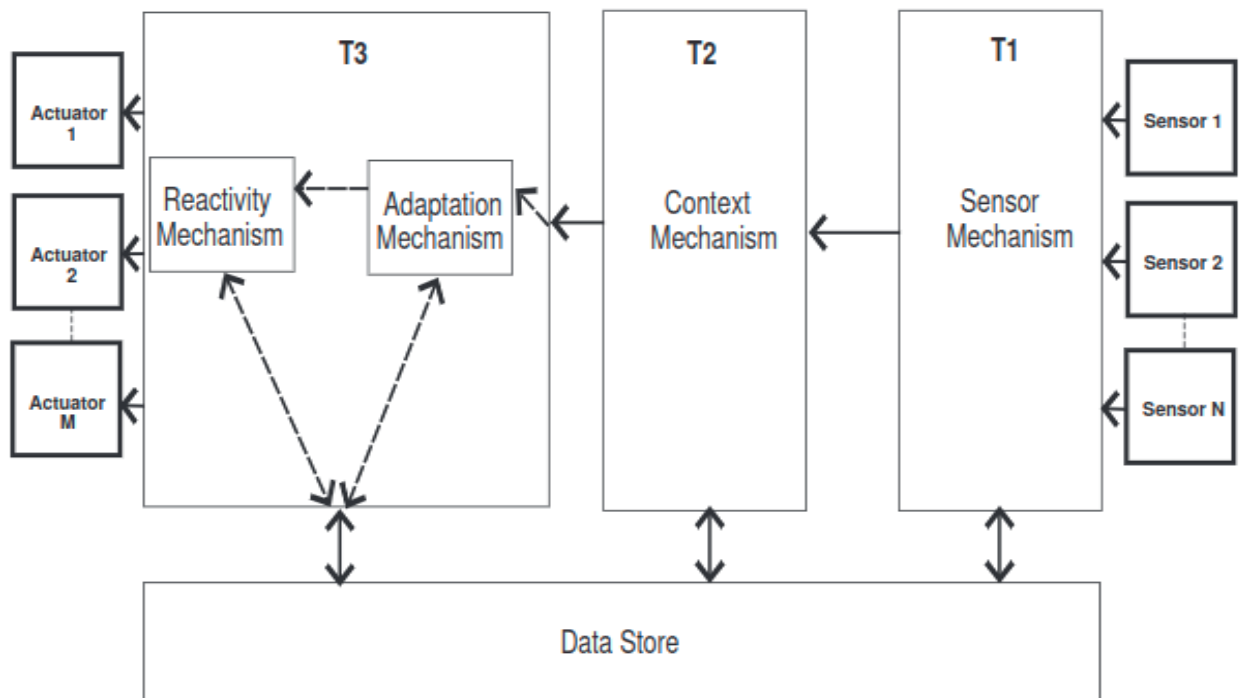 T3
T2
T1
Actuator
1
Sensor 1
Reactivity
Mechanism
Adaptation
Mechanism
Context
Mechanism
Sensor
Mechanism
Actuator
2
Sensor 2
Actuator
M
Sensor N
Data Store